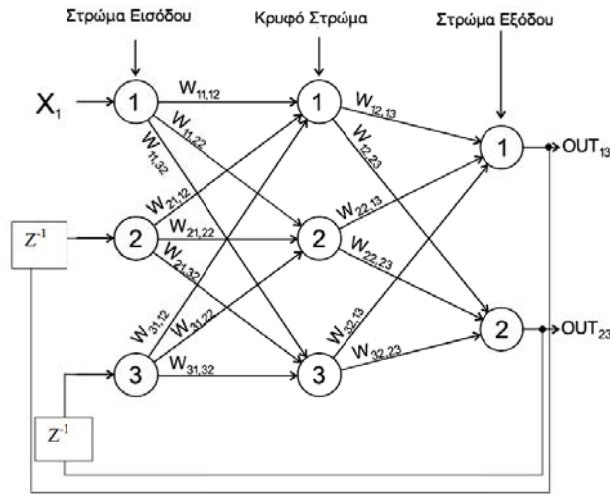 Στρώμα Εισόδου
Κρυφό Στρώμα
Στρώμα Εξόδου
X1
1
W11,12
1
W12,13
W11,22
W11,32
W12,23
1
OUT13
W21,12
W22,13
Z-1
2
W21,22
2
W21,32
W22,23
W31,12
W31,22
W32,13
2
OUT23
3
W31,32
3
W32,23
Z-1